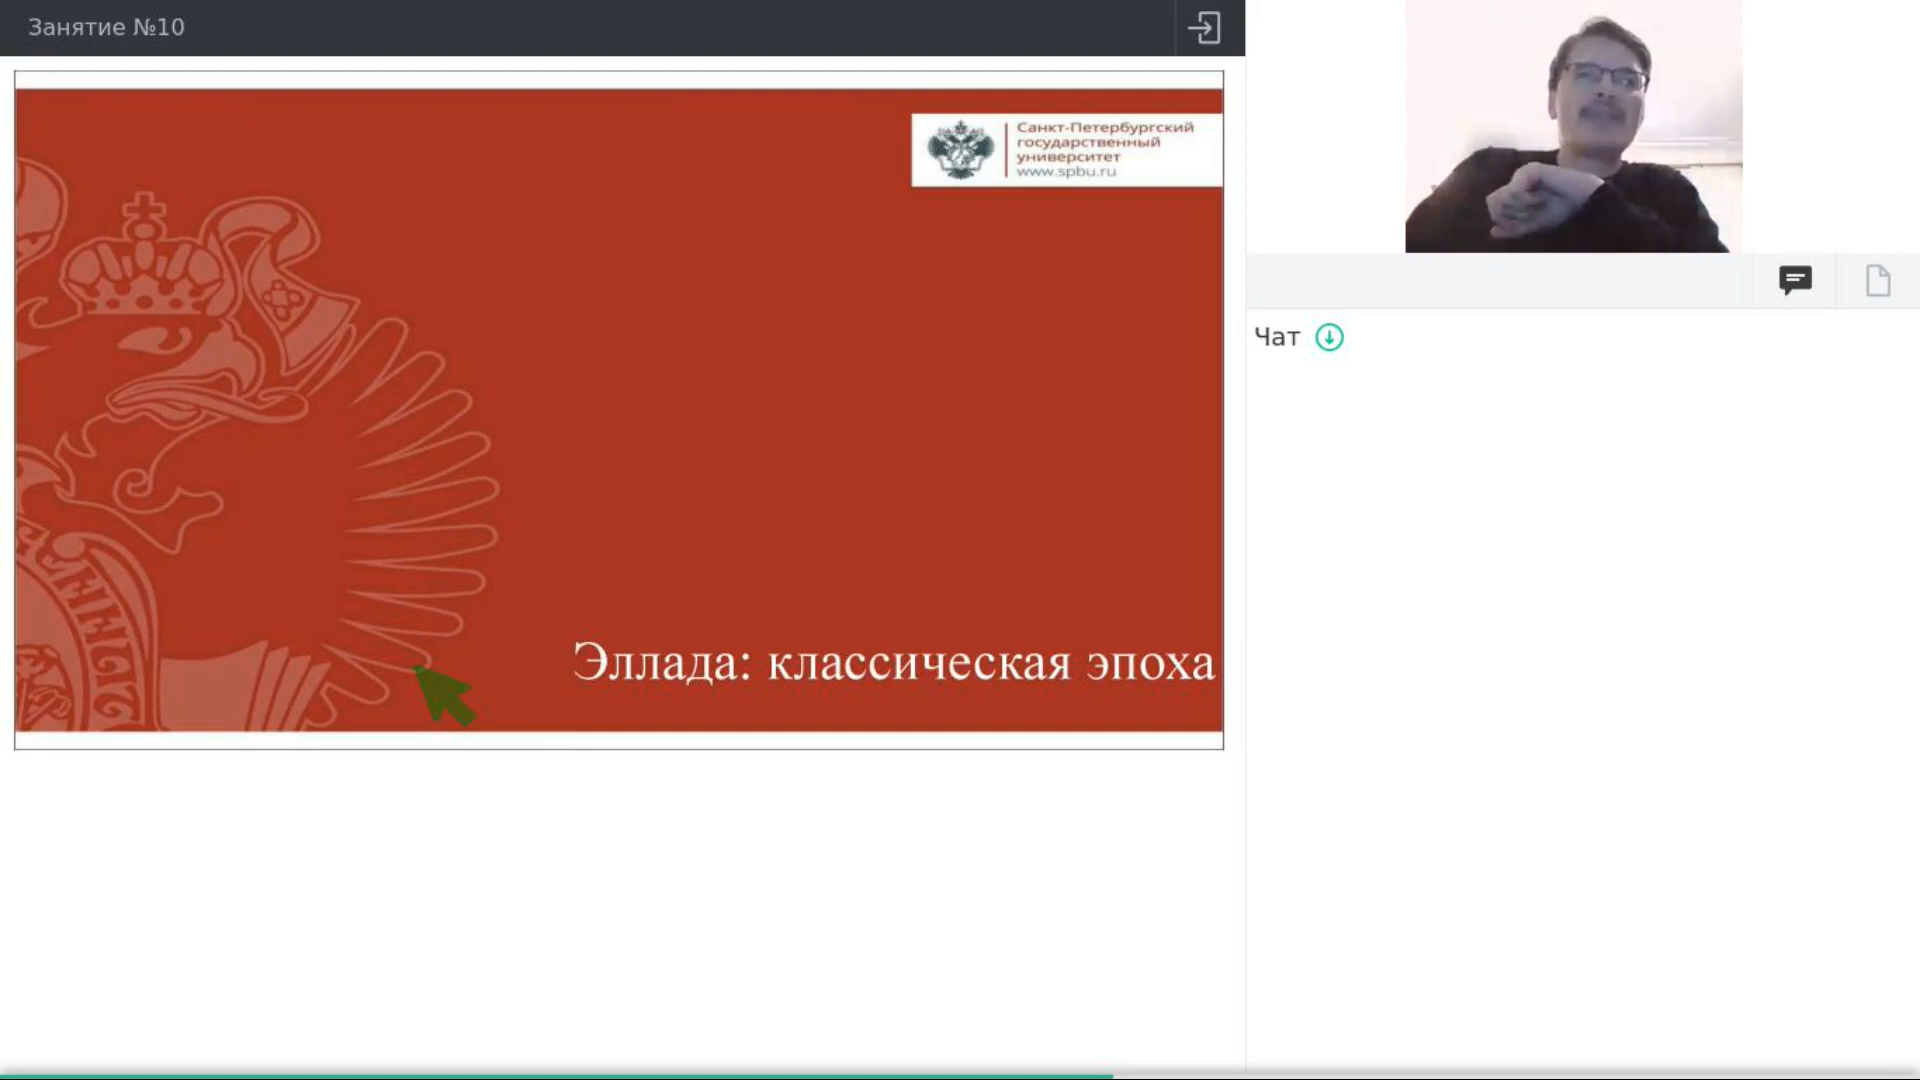 Занятие №10
Санкт-Петербургский
государственный
университет
www.spbu.ru
Эллада: классическая эпоха
Чат